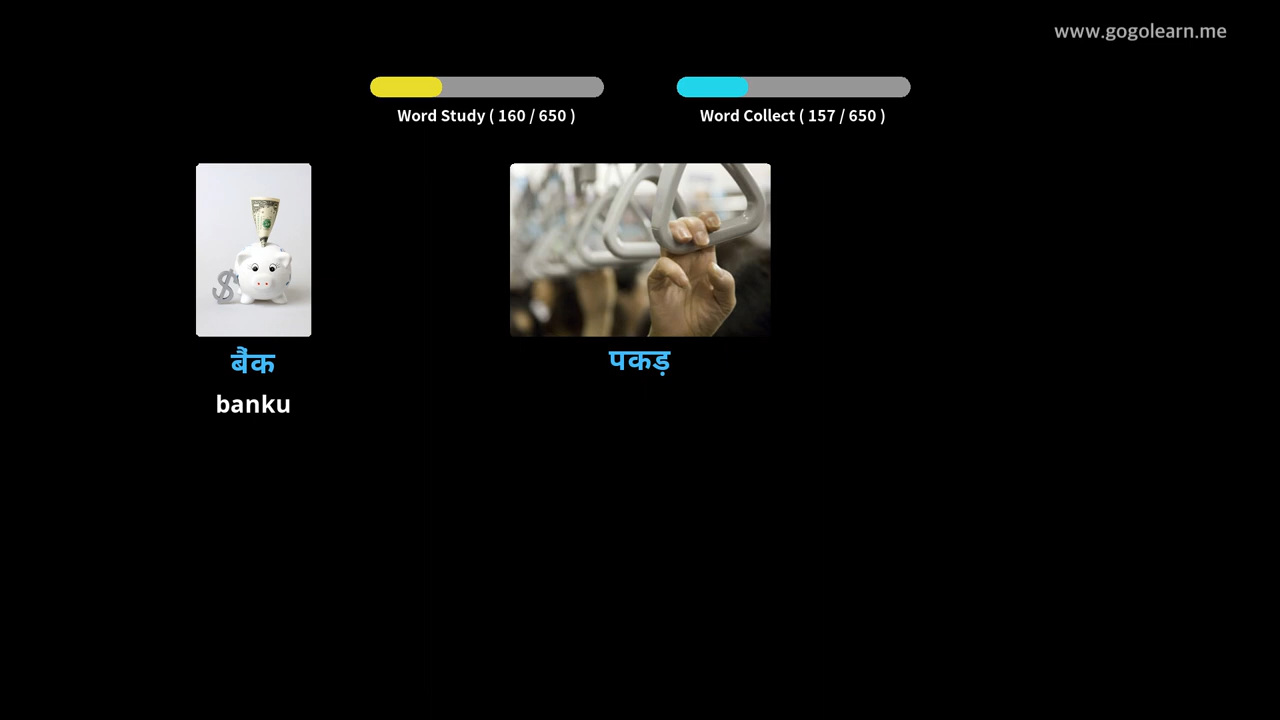 www.gogolearn.me
Word Study ( 160 / 650 )
Word Collect ( 157 / 650 )
$
बैंक
banku
पकड़